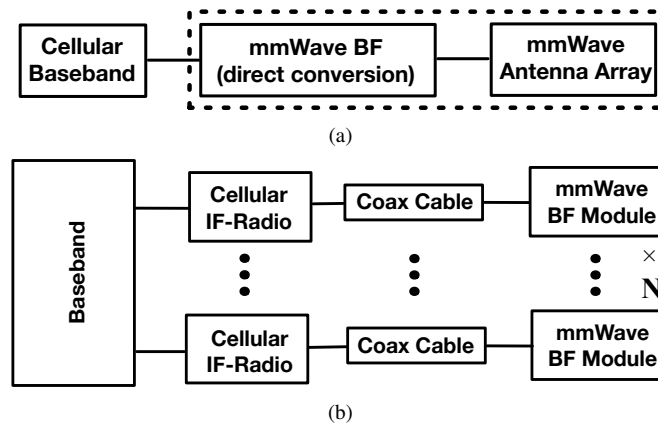 Cellular
Baseband
mmWave BF
(direct conversion)
mmWave
Antenna Array
(a)
Baseband
Cellular
IF-Radio
Coax Cable
mmWave
BF Module
×
N
Cellular
IF-Radio
Coax Cable
mmWave
BF Module
(b)